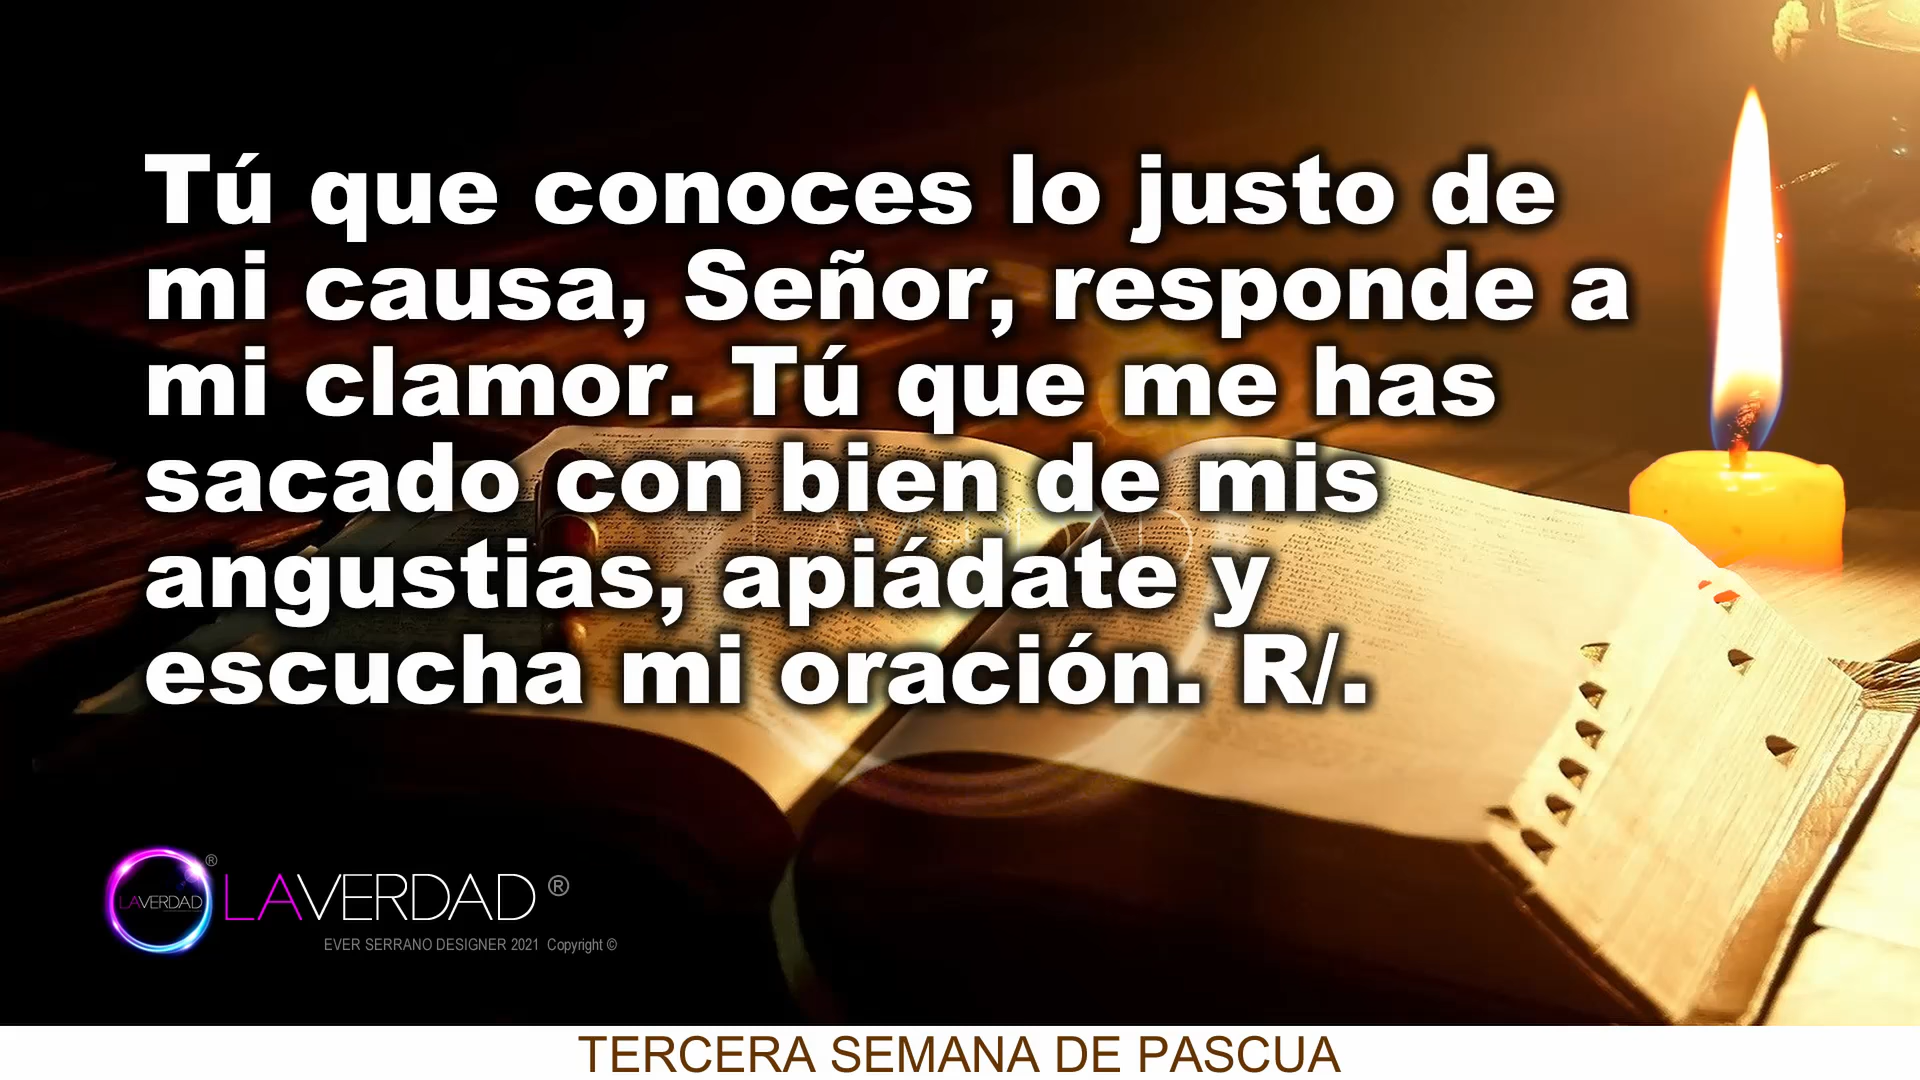 Tú que conoces lo justo de
mi causa, Señor, responde a
mi clamor. Tú que me has
sacado con bien de mis
angustias, apiádate y
escucha mi oración. R/.
LAVERDAD ®
LAVERDAD ®
EVER SERRANO DESIGNER 2021 Copyright ©
TERCERA SEMANA DE PASCUA